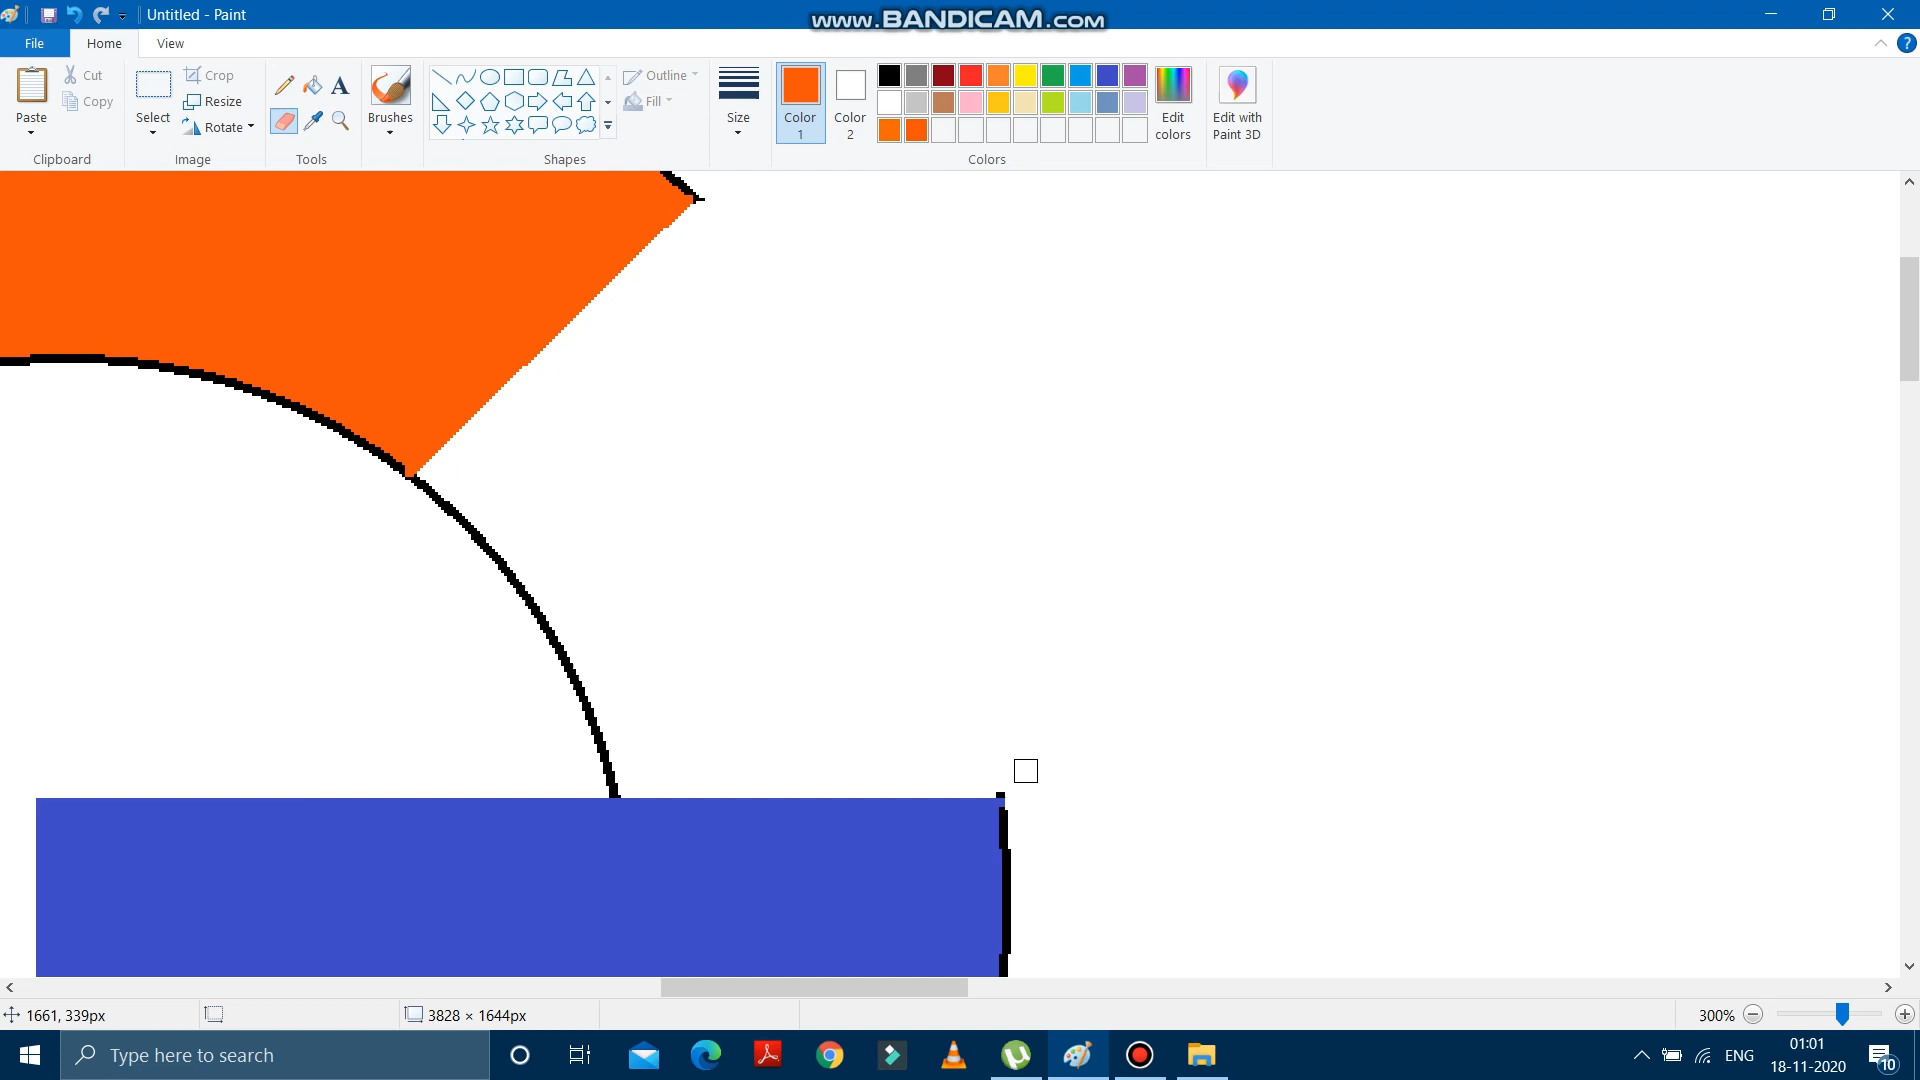 Untitled - Paint
www.BANDICAM.com
File
Home
View
?
Paste
Cut
Copy
Clipboard
Select
Crop
Resize
Rotate
Image
A
Tools
Brushes
Shapes
Outline
Fill
Size
Color
1
Color
2
Colors
Edit
colors
Edit with
Paint 3D
1661, 339px
3828 × 1644px
300%
Type here to search
ENG
01:01
18-11-2020
10